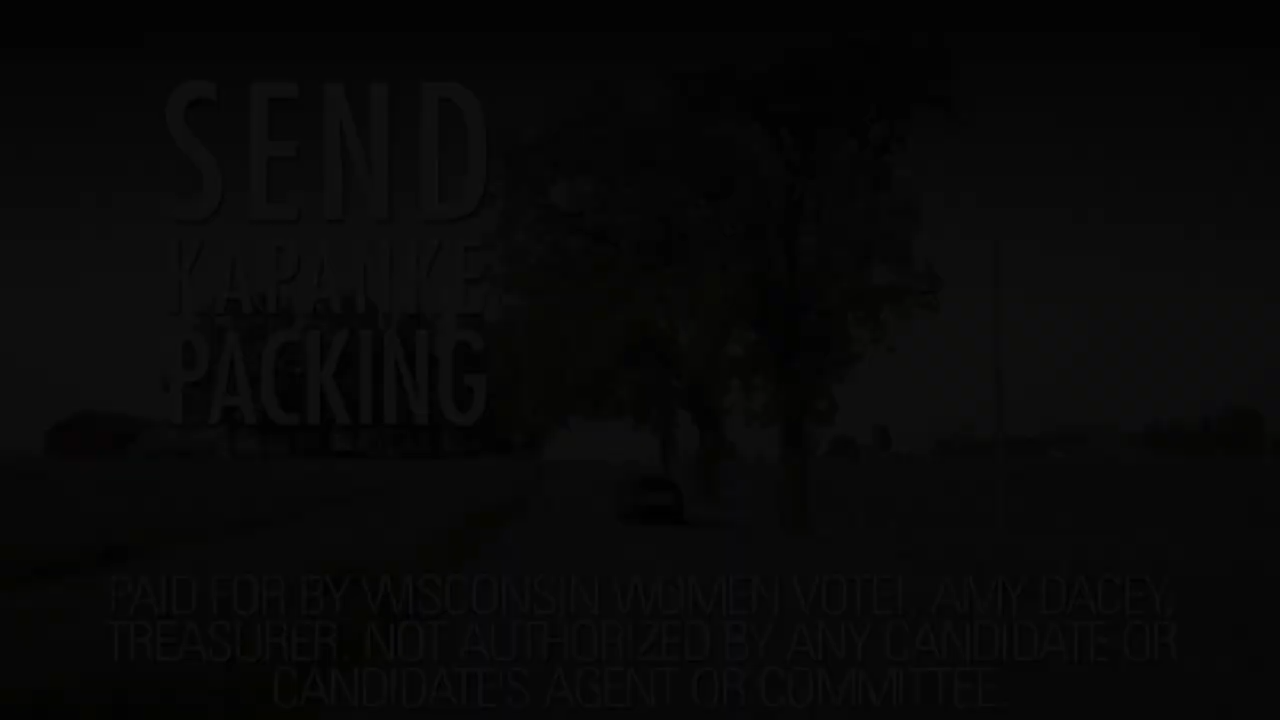 SEND
KAPANKE
PACKING
PAID FOR BY WISCONSIN WOMEN VOTE!, AMY DACEY,
TREASURER. NOT AUTHORIZED BY ANY CANDIDATE OR
CANDIDATE'S AGENT OR COMMITTEE.